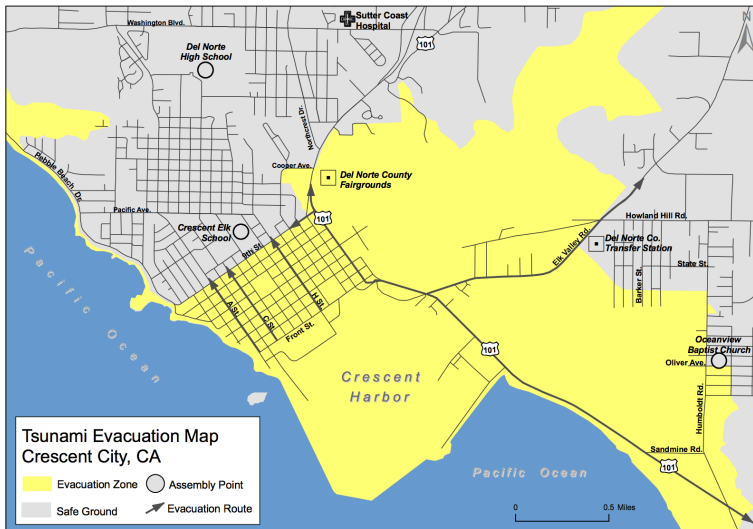 Washington Blvd.
Sutter Coast
Hospital
N
101
Del Norte
High School
Northcrest Dr.
Cooper Ave.
Del Norte County
Fairgrounds
Pebble Beach Dr.
Pacific Ave.
Crescent Elk
School
101
9th St.
Howland Hill Rd.
Elk Valley Rd.
Del Norte Co.
Transfer Station
State St.
Barker St.
A St.
C St.
H St.
Front St.
Pacific Ocean
101
Oceanview
Baptist Church
Oliver Ave.
Crescent
Harbor
Humboldt Rd.
Sandmine Rd.
101
Pacific Ocean
Tsunami Evacuation Map
Crescent City, CA
Evacuation Zone
Assembly Point
Safe Ground
Evacuation Route
0 0.5 Miles